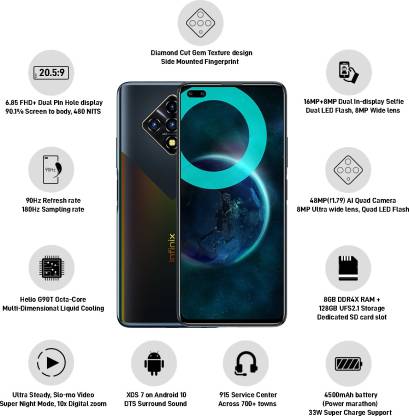 Diamond Cut Gem Texture design
Side Mounted Fingerprint
20.5:9
6.85 FHD+ Dual Pin Hole display
90.1% Screen to body, 480 NITS
16MP+8MP Dual In-display Selfie
Dual LED Flash, 8MP Wide lens
90Hz
90Hz Refresh rate
180Hz Sampling rate
48MP(f1.79) AI Quad Camera
8MP Ultra wide lens, Quad LED Flash
Infinix
Helio G90T Octa-Core
Multi-Dimensional Liquid Cooling
8GB DDR4X RAM +
128GB UFS2.1 Storage
Dedicated SD card slot
Ultra Steady, Slo-mo Video
Super Night Mode, 10x Digital zoom
XOS 7 on Android 10
DTS Surround Sound
915 Service Center
Across 700+ towns
4500mAh battery
(Power marathon)
33W Super Charge Support